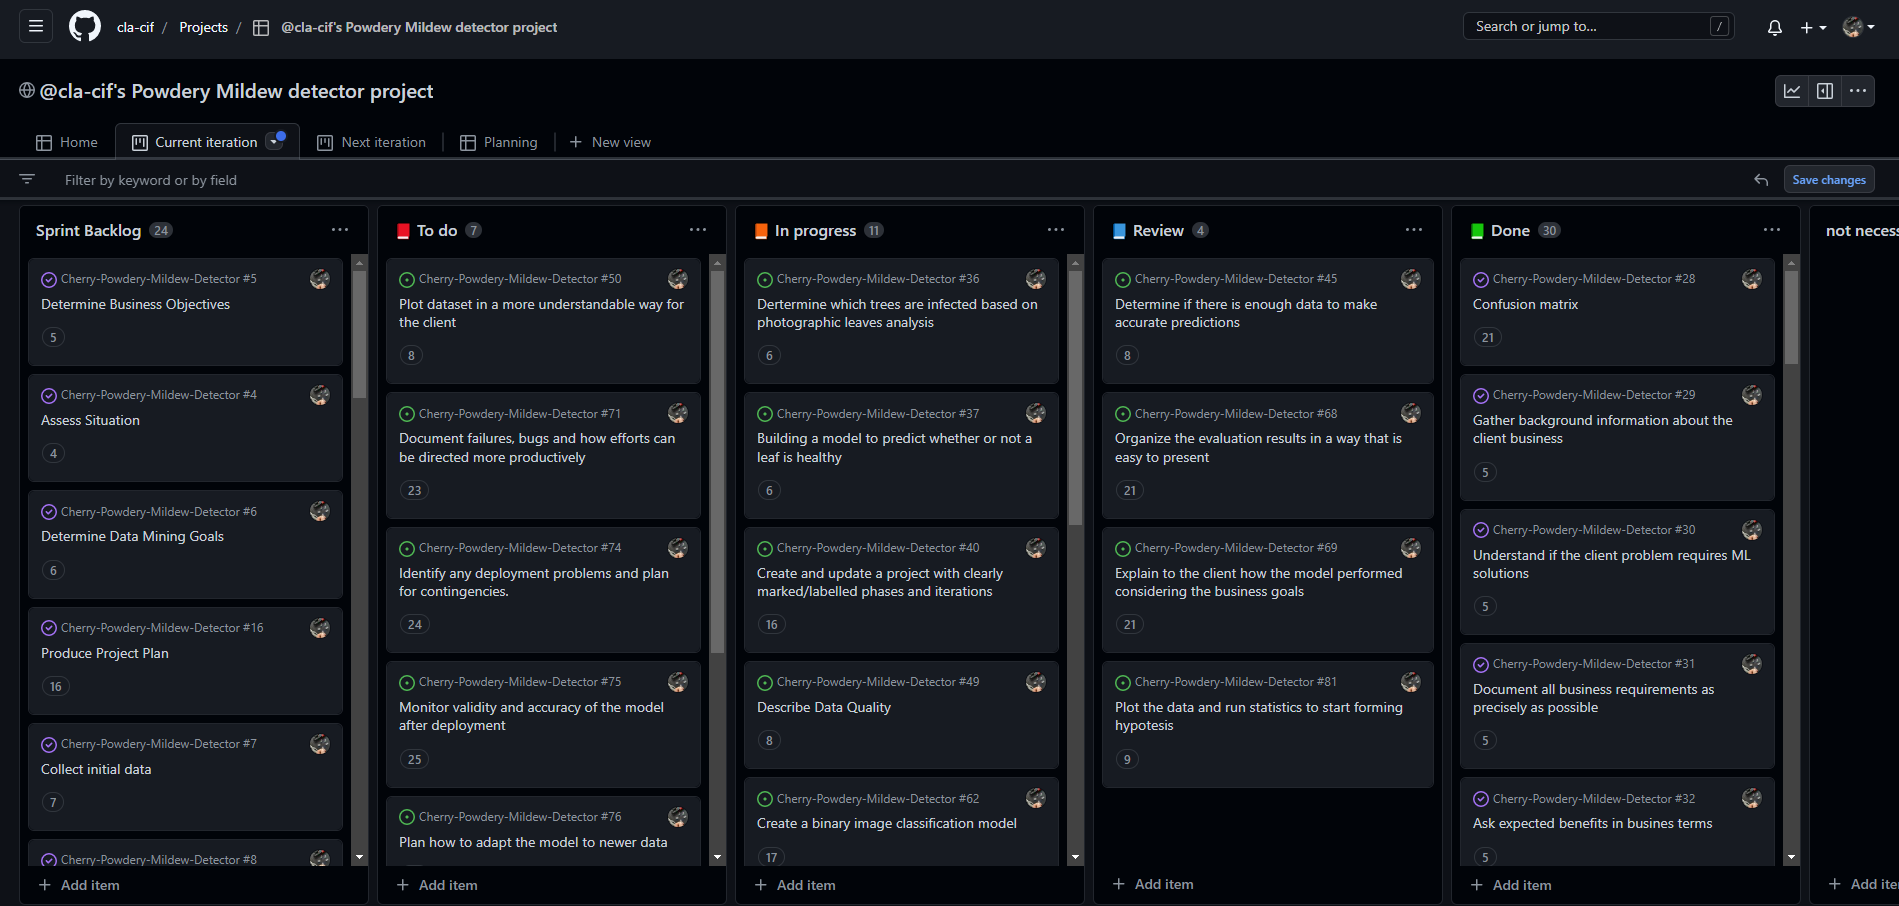 cla-cif / Projects / @cla-cif's Powdery Mildew detector project
Search or jump to... /
@cla-cif's Powdery Mildew detector project
Home
Current iteration
Next iteration
Planning
New view
Filter by keyword or by field
Save changes
Sprint Backlog 24
Cherry-Powdery-Mildew-Detector #5
Determine Business Objectives
5
Cherry-Powdery-Mildew-Detector #4
Assess Situation
4
Cherry-Powdery-Mildew-Detector #6
Determine Data Mining Goals
6
Cherry-Powdery-Mildew-Detector #16
Produce Project Plan
16
Cherry-Powdery-Mildew-Detector #7
Collect initial data
7
Cherry-Powdery-Mildew-Detector #8
Add item
To do 7
Cherry-Powdery-Mildew-Detector #50
Plot dataset in a more understandable way for
the client
8
Cherry-Powdery-Mildew-Detector #71
Document failures, bugs and how efforts can
be directed more productively
23
Cherry-Powdery-Mildew-Detector #74
Identify any deployment problems and plan
for contingencies.
24
Cherry-Powdery-Mildew-Detector #75
Monitor validity and accuracy of the model
after deployment
25
Cherry-Powdery-Mildew-Detector #76
Plan how to adapt the model to newer data
Add item
In progress 11
Cherry-Powdery-Mildew-Detector #36
Dertermine which trees are infected based on
photographic leaves analysis
6
Cherry-Powdery-Mildew-Detector #37
Building a model to predict whether or not a
leaf is healthy
6
Cherry-Powdery-Mildew-Detector #40
Create and update a project with clearly
marked/labelled phases and iterations
16
Cherry-Powdery-Mildew-Detector #49
Describe Data Quality
8
Cherry-Powdery-Mildew-Detector #62
Create a binary image classification model
17
Add item
Review 4
Cherry-Powdery-Mildew-Detector #45
Determine if there is enough data to make
accurate predictions
8
Cherry-Powdery-Mildew-Detector #68
Organize the evaluation results in a way that is
easy to present
21
Cherry-Powdery-Mildew-Detector #69
Explain to the client how the model performed
considering the business goals
21
Cherry-Powdery-Mildew-Detector #81
Plot the data and run statistics to start forming
hypotesis
9
Add item
Done 30
Cherry-Powdery-Mildew-Detector #28
Confusion matrix
21
Cherry-Powdery-Mildew-Detector #29
Gather background information about the
client business
5
Cherry-Powdery-Mildew-Detector #30
Understand if the client problem requires ML
solutions
5
Cherry-Powdery-Mildew-Detector #31
Document all business requirements as
precisely as possible
5
Cherry-Powdery-Mildew-Detector #32
Ask expected benefits in busines terms
5
Add item
not necess
Add ite